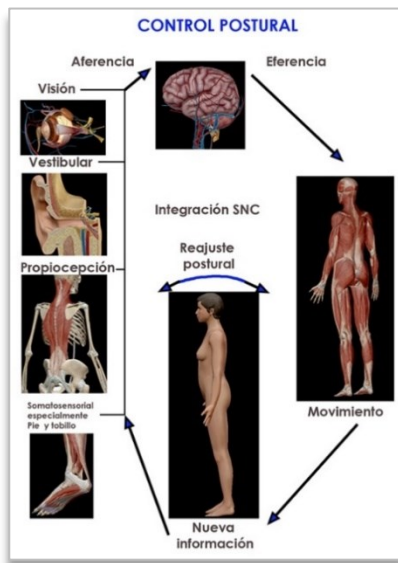 CONTROL POSTURAL
Aferencia
Eferencia
Visión
Vestibular
Integración SNC
Reajuste
postural
Propiocepción
Somatosensorial
especialmente
Pie y tobillo
Movimiento
Nueva
información